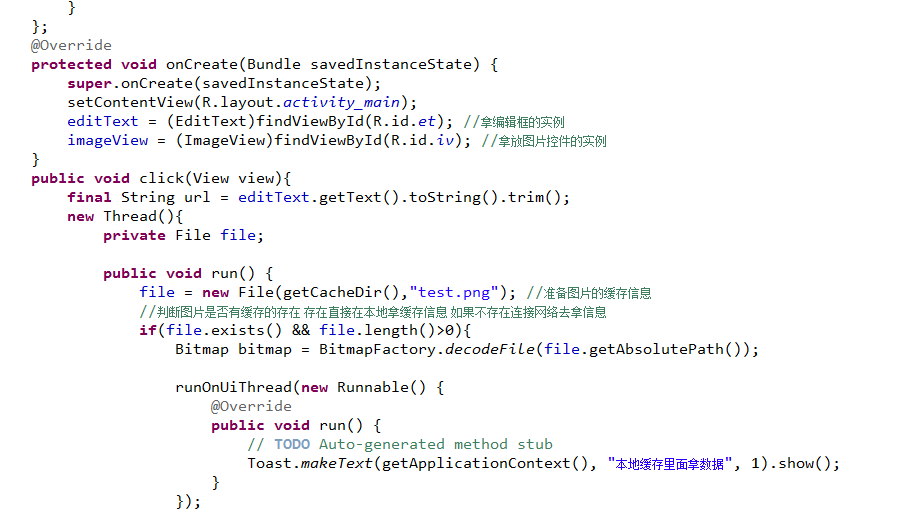 }
};
@Override
protected void onCreate(Bundle savedInstanceState) {
super.onCreate(savedInstanceState);
setContentView(R.layout.activity_main);
editText = (EditText)findViewById(R.id.et); //拿编辑框的实例
imageView = (ImageView)findViewById(R.id.iv); //拿放图片控件的实例
}
public void click(View view){
final String url = editText.getText().toString().trim();
new Thread(){
private File file;
public void run() {
file = new File(getCacheDir(),"test.png"); //准备图片的缓存信息
//判断图片是否有缓存的存在 存在直接在本地拿缓存信息 如果不存在连接网络去拿信息
if(file.exists() && file.length()>0){
Bitmap bitmap = BitmapFactory.decodeFile(file.getAbsolutePath());
runOnUiThread(new Runnable() {
@Override
public void run() {
// TODO Auto-generated method stub
Toast.makeText(getApplicationContext(), "本地缓存里面拿数据", 1).show();
}
});